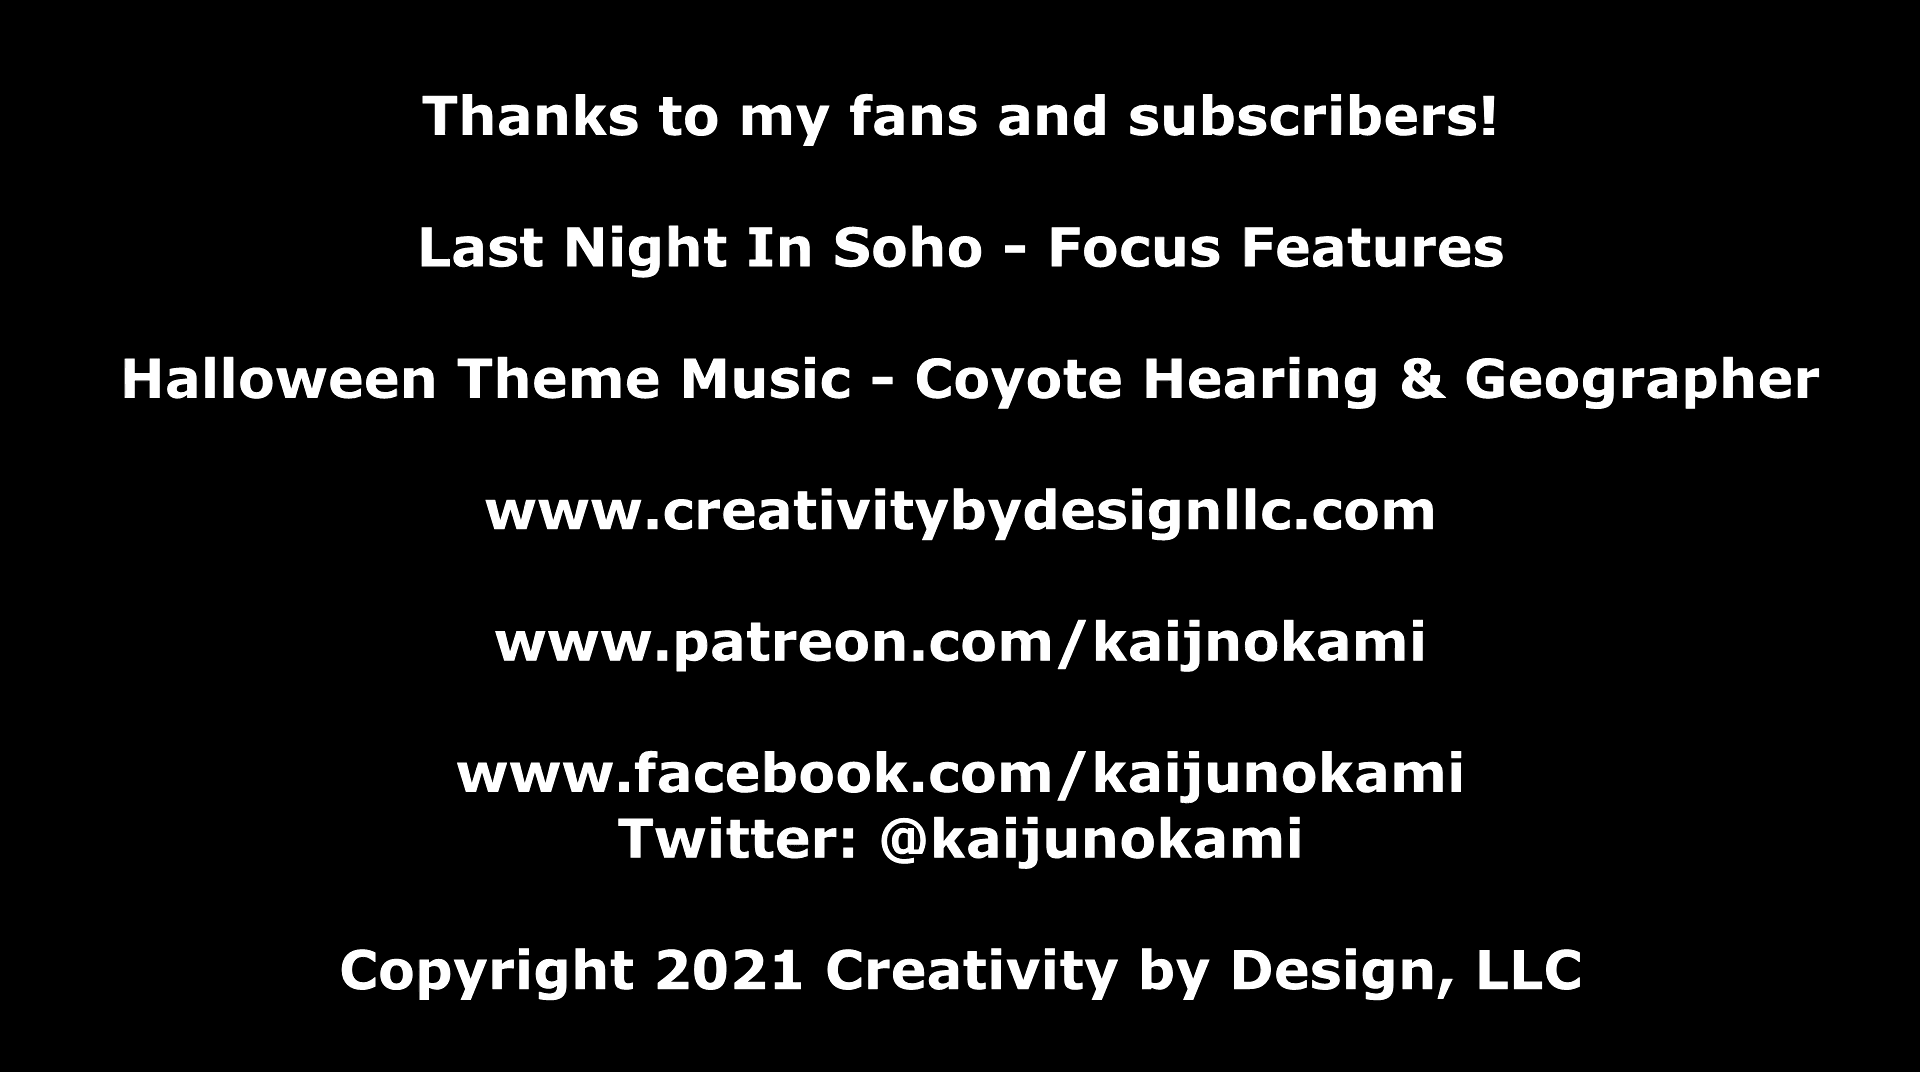 Thanks to my fans and subscribers!
Last Night In Soho - Focus Features
Halloween Theme Music - Coyote Hearing & Geographer
www.creativitybydesignllc.com
www.patreon.com/kaijnokami
www.facebook.com/kaijunokami
Twitter: @kaijunokami
Copyright 2021 Creativity by Design, LLC